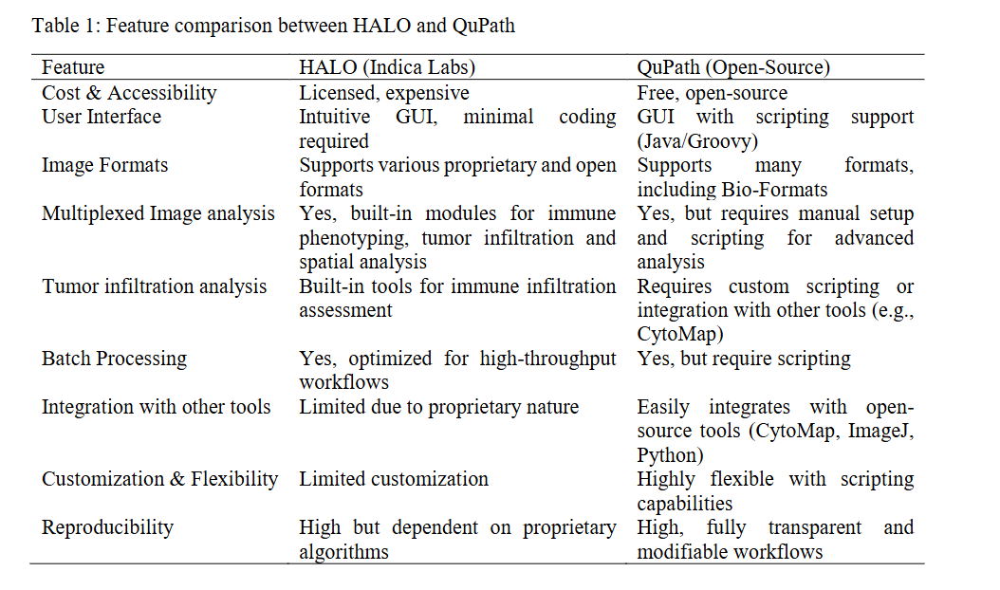 Table 1: Feature comparison between HALO and QuPath
Feature HALO (Indica Labs) QuPath (Open-Source)
Cost & Accessibility Licensed, expensive Free, open-source
User Interface Intuitive GUI, minimal coding GUI with scripting support
required (Java/Groovy)
Image Formats Supports various proprietary and open Supports many formats,
formats including Bio-Formats
Multiplexed Image analysis Yes, built-in modules for immune Yes, but requires manual setup
phenotyping, tumor infiltration and and scripting for advanced
spatial analysis analysis
Tumor infiltration analysis Built-in tools for immune infiltration Requires custom scripting or
assessment integration with other tools (e.g.,
CytoMap)
Batch Processing Yes, optimized for high-throughput Yes, but require scripting
workflows
Integration with other tools Limited due to proprietary nature Easily integrates with open-
source tools (CytoMap, ImageJ,
Python)
Customization & Flexibility Limited customization Highly flexible with scripting
capabilities
Reproducibility High but dependent on proprietary High, fully transparent and
algorithms modifiable workflows